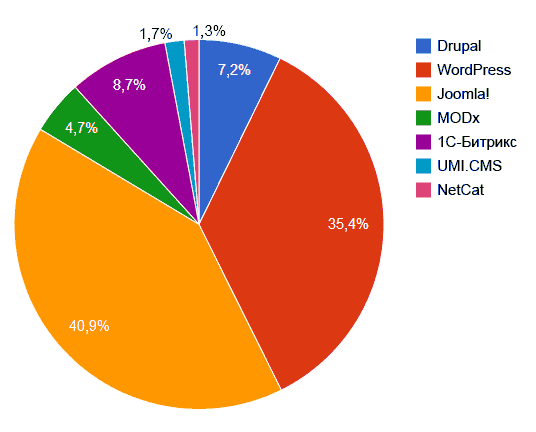 1,7%
1,3%
7,2%
8,7%
4,7%
35,4%
40,9%
Drupal
WordPress
Joomla!
MODx
1С-Битрикс
UMI.CMS
NetCat